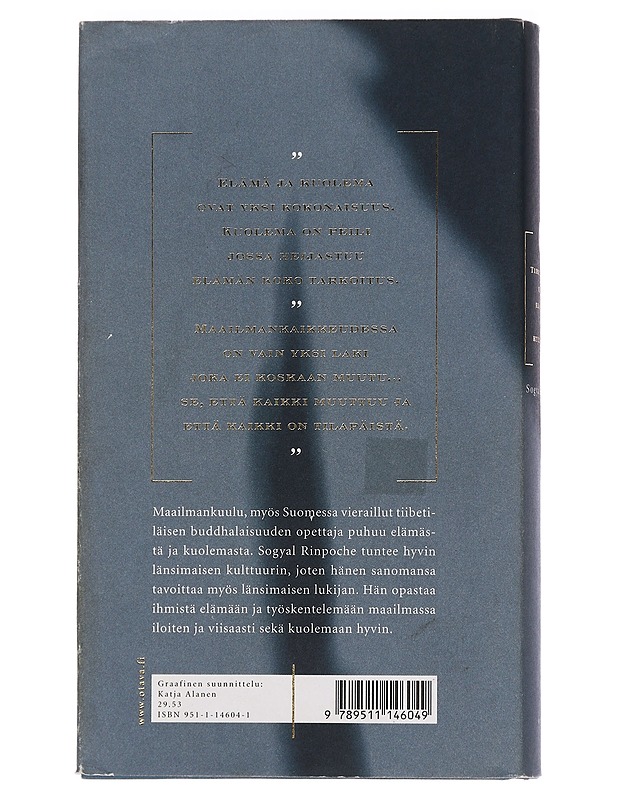 ”
Elämä ja kuolema
ovat yksi kokonaisuus.
Kuolema on peili
jossa heijastuu
elämän koko tarkoitus.
”
Maailmankaikkeudessa
on vain yksi laki
joka ei koskaan muutu...
se, että kaikki muuttuu ja
että kaikki on tilapäistä.
”
Maailmankuulu, myös Suomessa vieraillut tiibeti-
läisen buddhalaisuuden opettaja puhuu elämäs-
tä ja kuolemasta. Sogyal Rinpoche tuntee hyvin
länsimaisen kulttuurin, joten hänen sanomansa
tavoittaa myös länsimaisen lukijan. Hän opastaa
ihmistä elämään ja työskentelemään maailmassa
iloiten ja viisaasti sekä kuolemaan hyvin.
www.otava.fi
Graafinen suunnittelu:
Katja Alanen
29.53
ISBN 951-1-14604-1
9 789511 146049